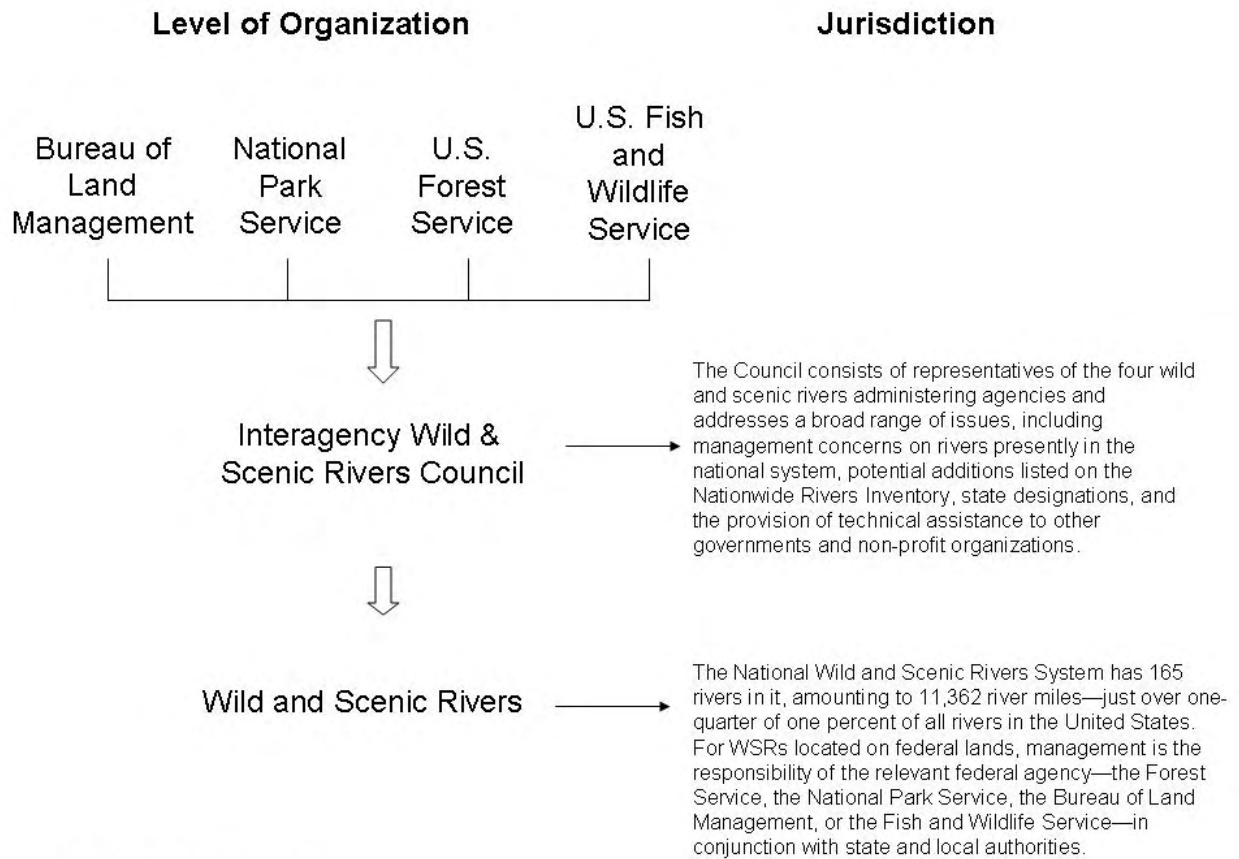 Level of Organization
Jurisdiction
Bureau of
Land
Management
National
Park
Service
U.S.
Forest
Service
U.S. Fish
and
Wildlife
Service
Interagency Wild &
Scenic Rivers Council
The Council consists of representatives of the four wild
and scenic rivers administering agencies and
addresses a broad range of issues, including
management concerns on rivers presently in the
national system, potential additions listed on the
Nationwide Rivers Inventory, state designations, and
the provision of technical assistance to other
governments and non-profit organizations.
Wild and Scenic Rivers
The National Wild and Scenic Rivers System has 165
rivers in it, amounting to 11,362 river miles—just over one-
quarter of one percent of all rivers in the United States.
For WSRs located on federal lands, management is the
responsibility of the relevant federal agency—the Forest
Service, the National Park Service, the Bureau of Land
Management, or the Fish and Wildlife Service—in
conjunction with state and local authorities.